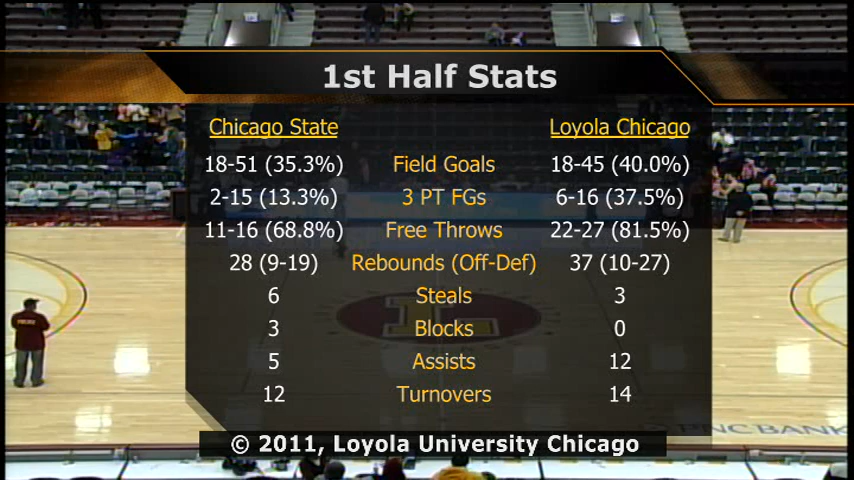 1st Half Stats
Chicago State Loyola Chicago
18-51 (35.3%) Field Goals 18-45 (40.0%)
2-15 (13.3%) 3 PT FGs 6-16 (37.5%)
11-16 (68.8%) Free Throws 22-27 (81.5%)
28 (9-19) Rebounds (Off-Def) 37 (10-27)
6 Steals 3
3 Blocks 0
5 Assists 12
12 Turnovers 14
PNC BANK
© 2011, Loyola University Chicago